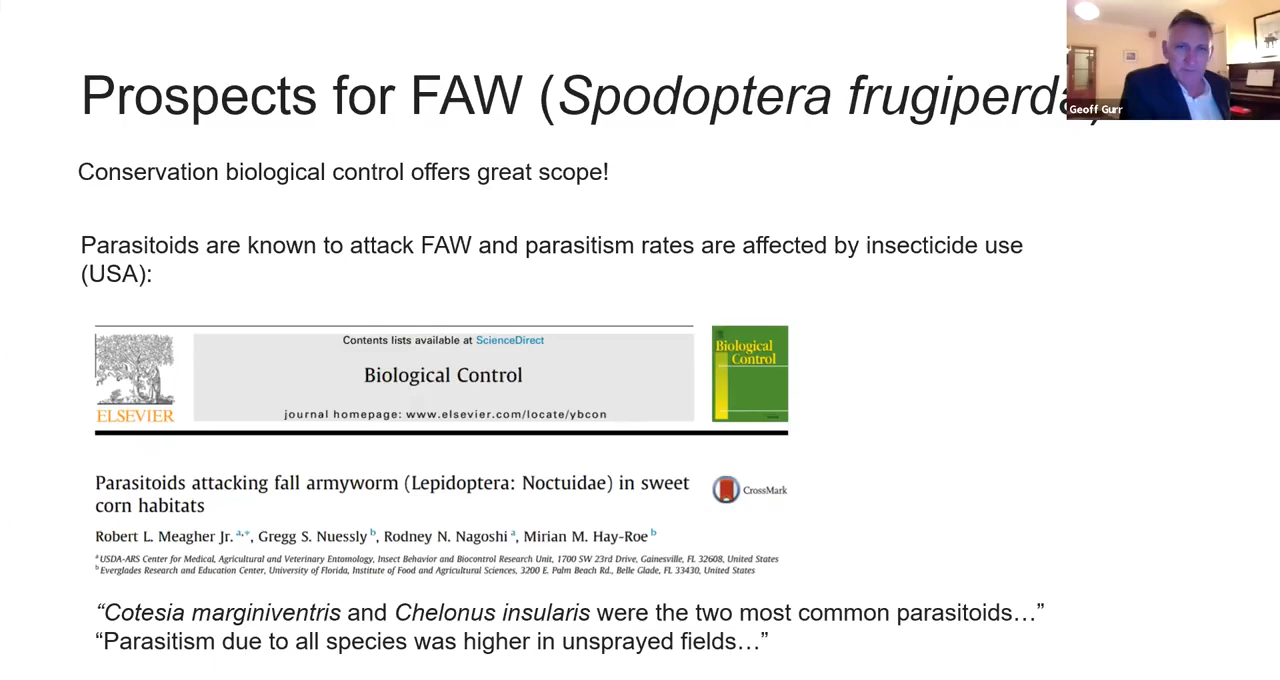 Prospects for FAW (Spodoptera frugiperda)
Geoff Gurr
Conservation biological control offers great scope!
Parasitoids are known to attack FAW and parasitism rates are affected by insecticide use
(USA):
Contents lists available at ScienceDirect
Biological Control
journal homepage: www.elsevier.com/locate/ybcon
ELSEVIER
Biological
Control
Parasitoids attacking fall armyworm (Lepidoptera: Noctuidae) in sweet
corn habitats
CrossMark
Robert L. Meagher Jr. a,*, Gregg S. Nuessly b, Rodney N. Nagoshi a, Mirian M. Hay-Roe b
a USDA-ARS Center for Medical, Agricultural and Veterinary Entomology, Insect Behavior and Biocontrol Research Unit, 1700 SW 23rd Drive, Gainesville, FL 32608, United States
b Everglades Research and Education Center, University of Florida, Institute of Food and Agricultural Sciences, 3200 E. Palm Beach Rd., Belle Glade, FL 33430, United States
“Cotesia marginiventris and Chelonus insularis were the two most common parasitoids…”
“Parasitism due to all species was higher in unsprayed fields…”